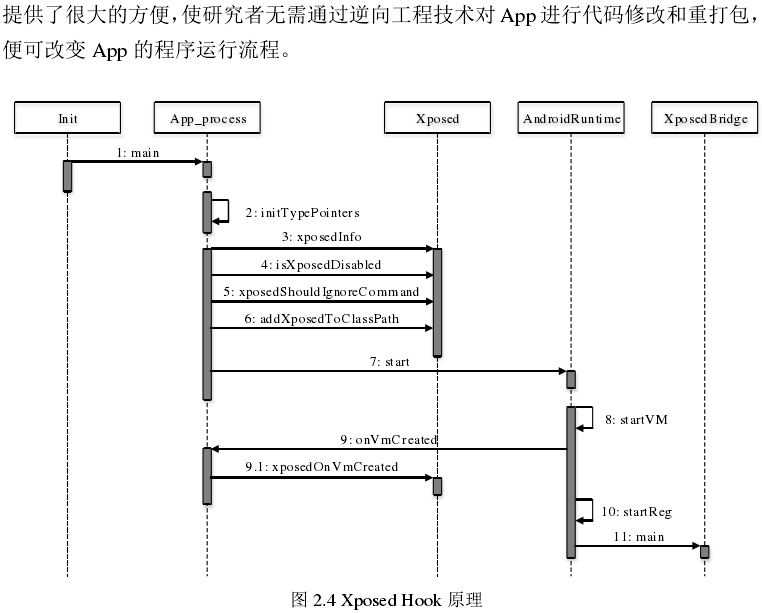 提供了很大的方便，使研究者无需通过逆向工程技术对 App 进行代码修改和重打包，
便可改变 App 的程序运行流程。
Init
App_process
Xposed
AndroidRuntime
XposedBridge
1: main
2: initTypePointers
3: xposedInfo
4: isXposedDisabled
5: xposedShouldIgnoreCommand
6: addXposedToClassPath
7: start
8: startVM
9: onVmCreated
9.1: xposedOnVmCreated
10: startReg
11: main
图 2.4 Xposed Hook 原理